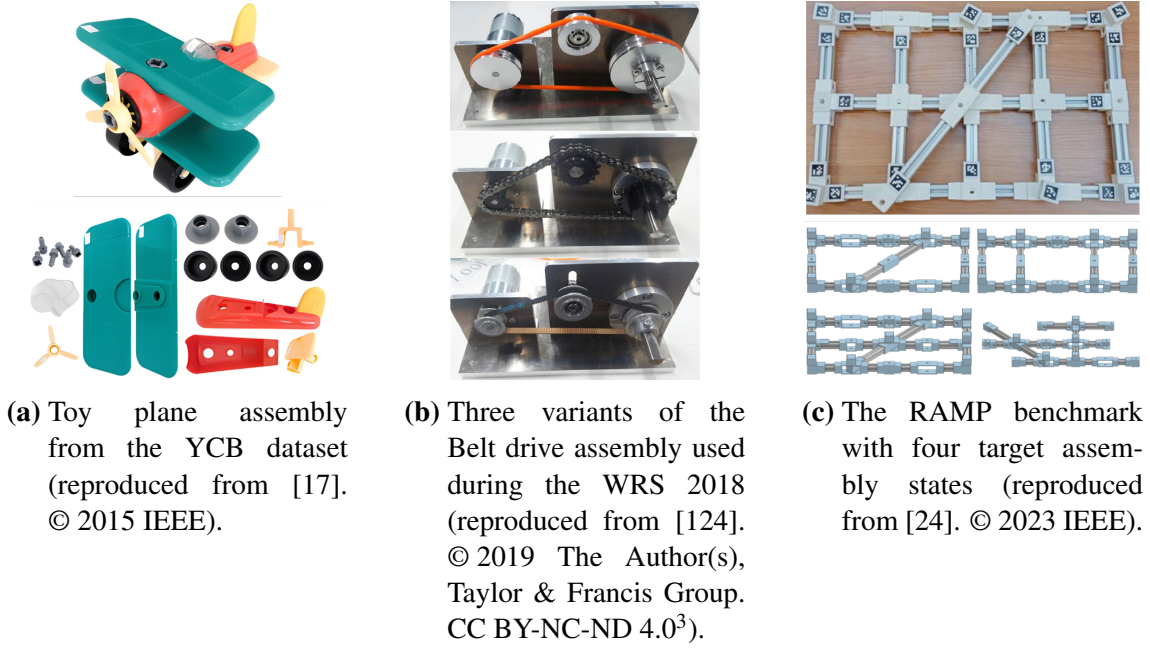 (a) Toy plane assembly
from the YCB dataset
(reproduced from [17].
© 2015 IEEE).
(b) Three variants of the
Belt drive assembly used
during the WRS 2018
(reproduced from [124].
© 2019 The Author(s),
Taylor & Francis Group.
CC BY-NC-ND 4.0³).
(c) The RAMP benchmark
with four target assem-
bly states (reproduced
from [24]. © 2023 IEEE).